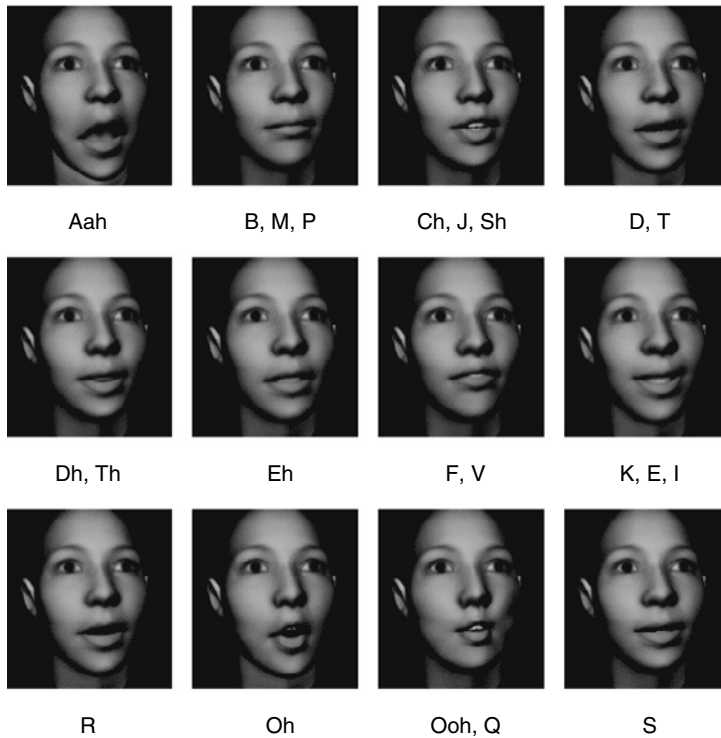 Aah B, M, P Ch, J, Sh D, T
Dh, Th Eh F, V K, E, I
R Oh Ooh, Q S